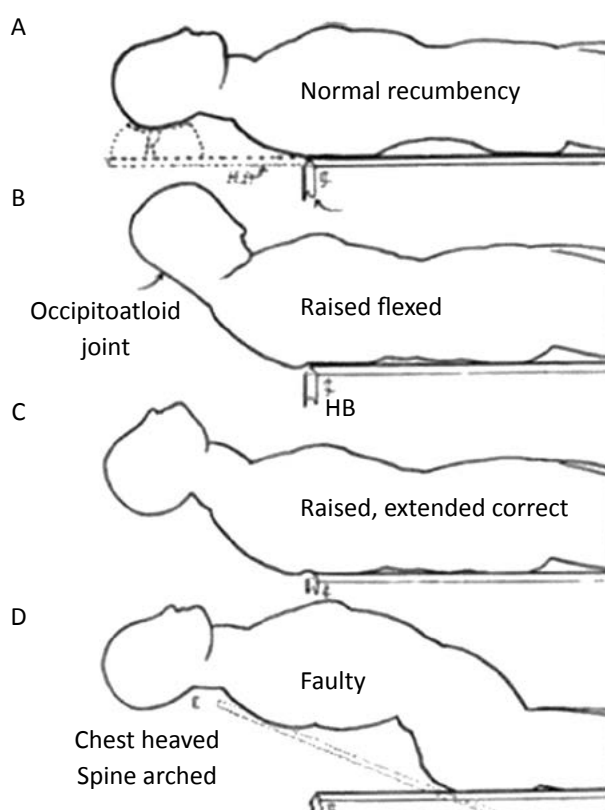 A
Normal recumbency
B
Occipitoatloid
joint
Raised flexed
HB
C
Raised, extended correct
D
Faulty
E
Chest heaved
Spine arched